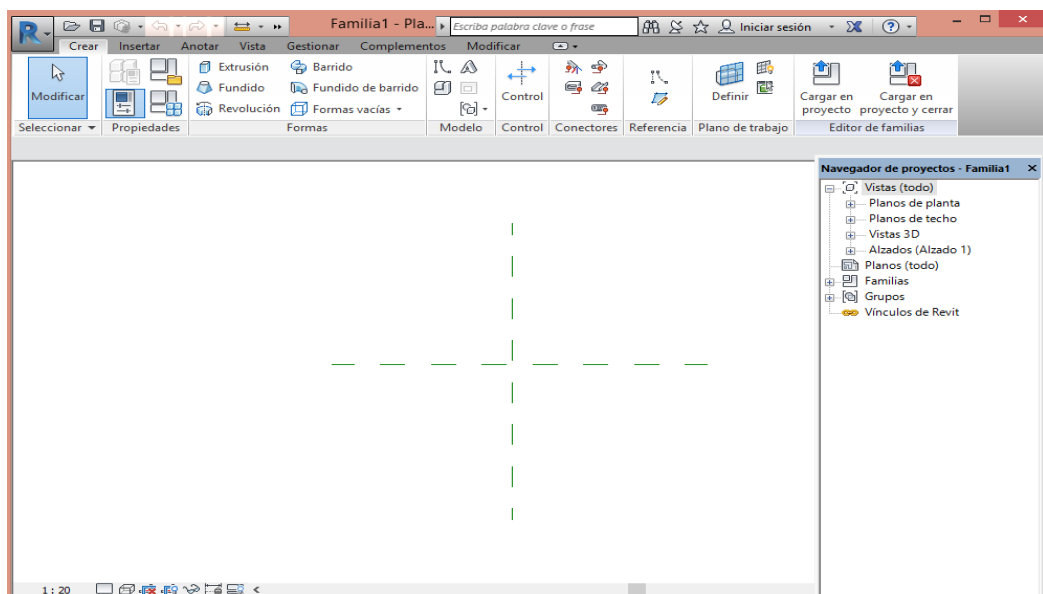 Familia1 - Pla... Escriba palabra clave o frase Iniciar sesión
Crear Insertar Anotar Vista Gestionar Complementos Modificar
Modificar
Extrusión
Fundido
Revolución
Barrido
Fundido de barrido
Formas vacías
Control
Definir
Cargar en proyecto
Cargar en proyecto y cerrar
Seleccionar Propiedades Formas Modelo Control Conectores Referencia Plano de trabajo Editor de familias
Navegador de proyectos - Familia1
Vistas (todo)
Planos de planta
Planos de techo
Vistas 3D
Alzados (Alzado 1)
Planos (todo)
Familias
Grupos
Vínculos de Revit
1 : 20